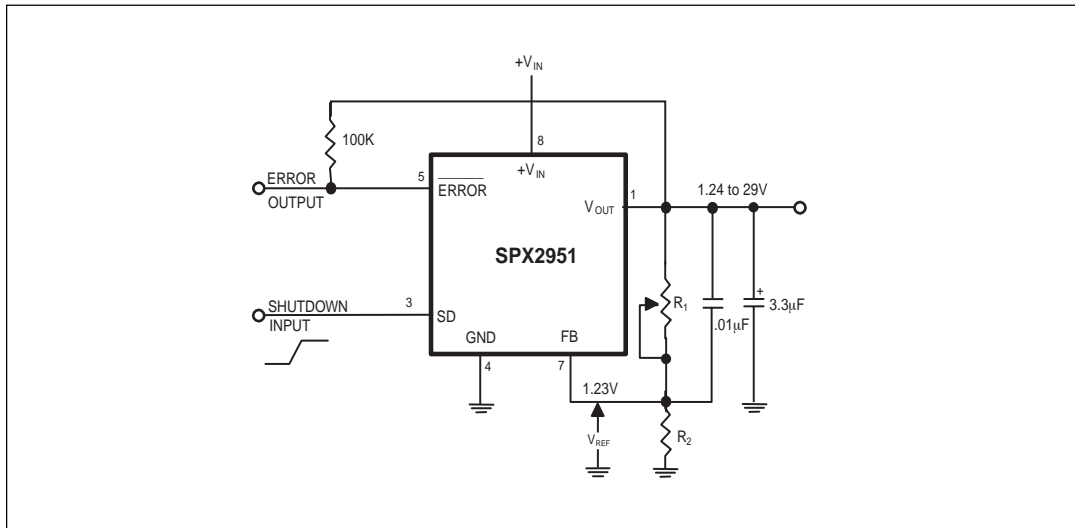 +VIN
100K
8
+VIN
ERROR
OUTPUT
5
ERROR
1
VOUT
1.24 to 29V
SPX2951
SHUTDOWN
INPUT
3
SD
GND
FB
4
7
1.23V
VREF
R1
.01µF
+
3.3µF
R2